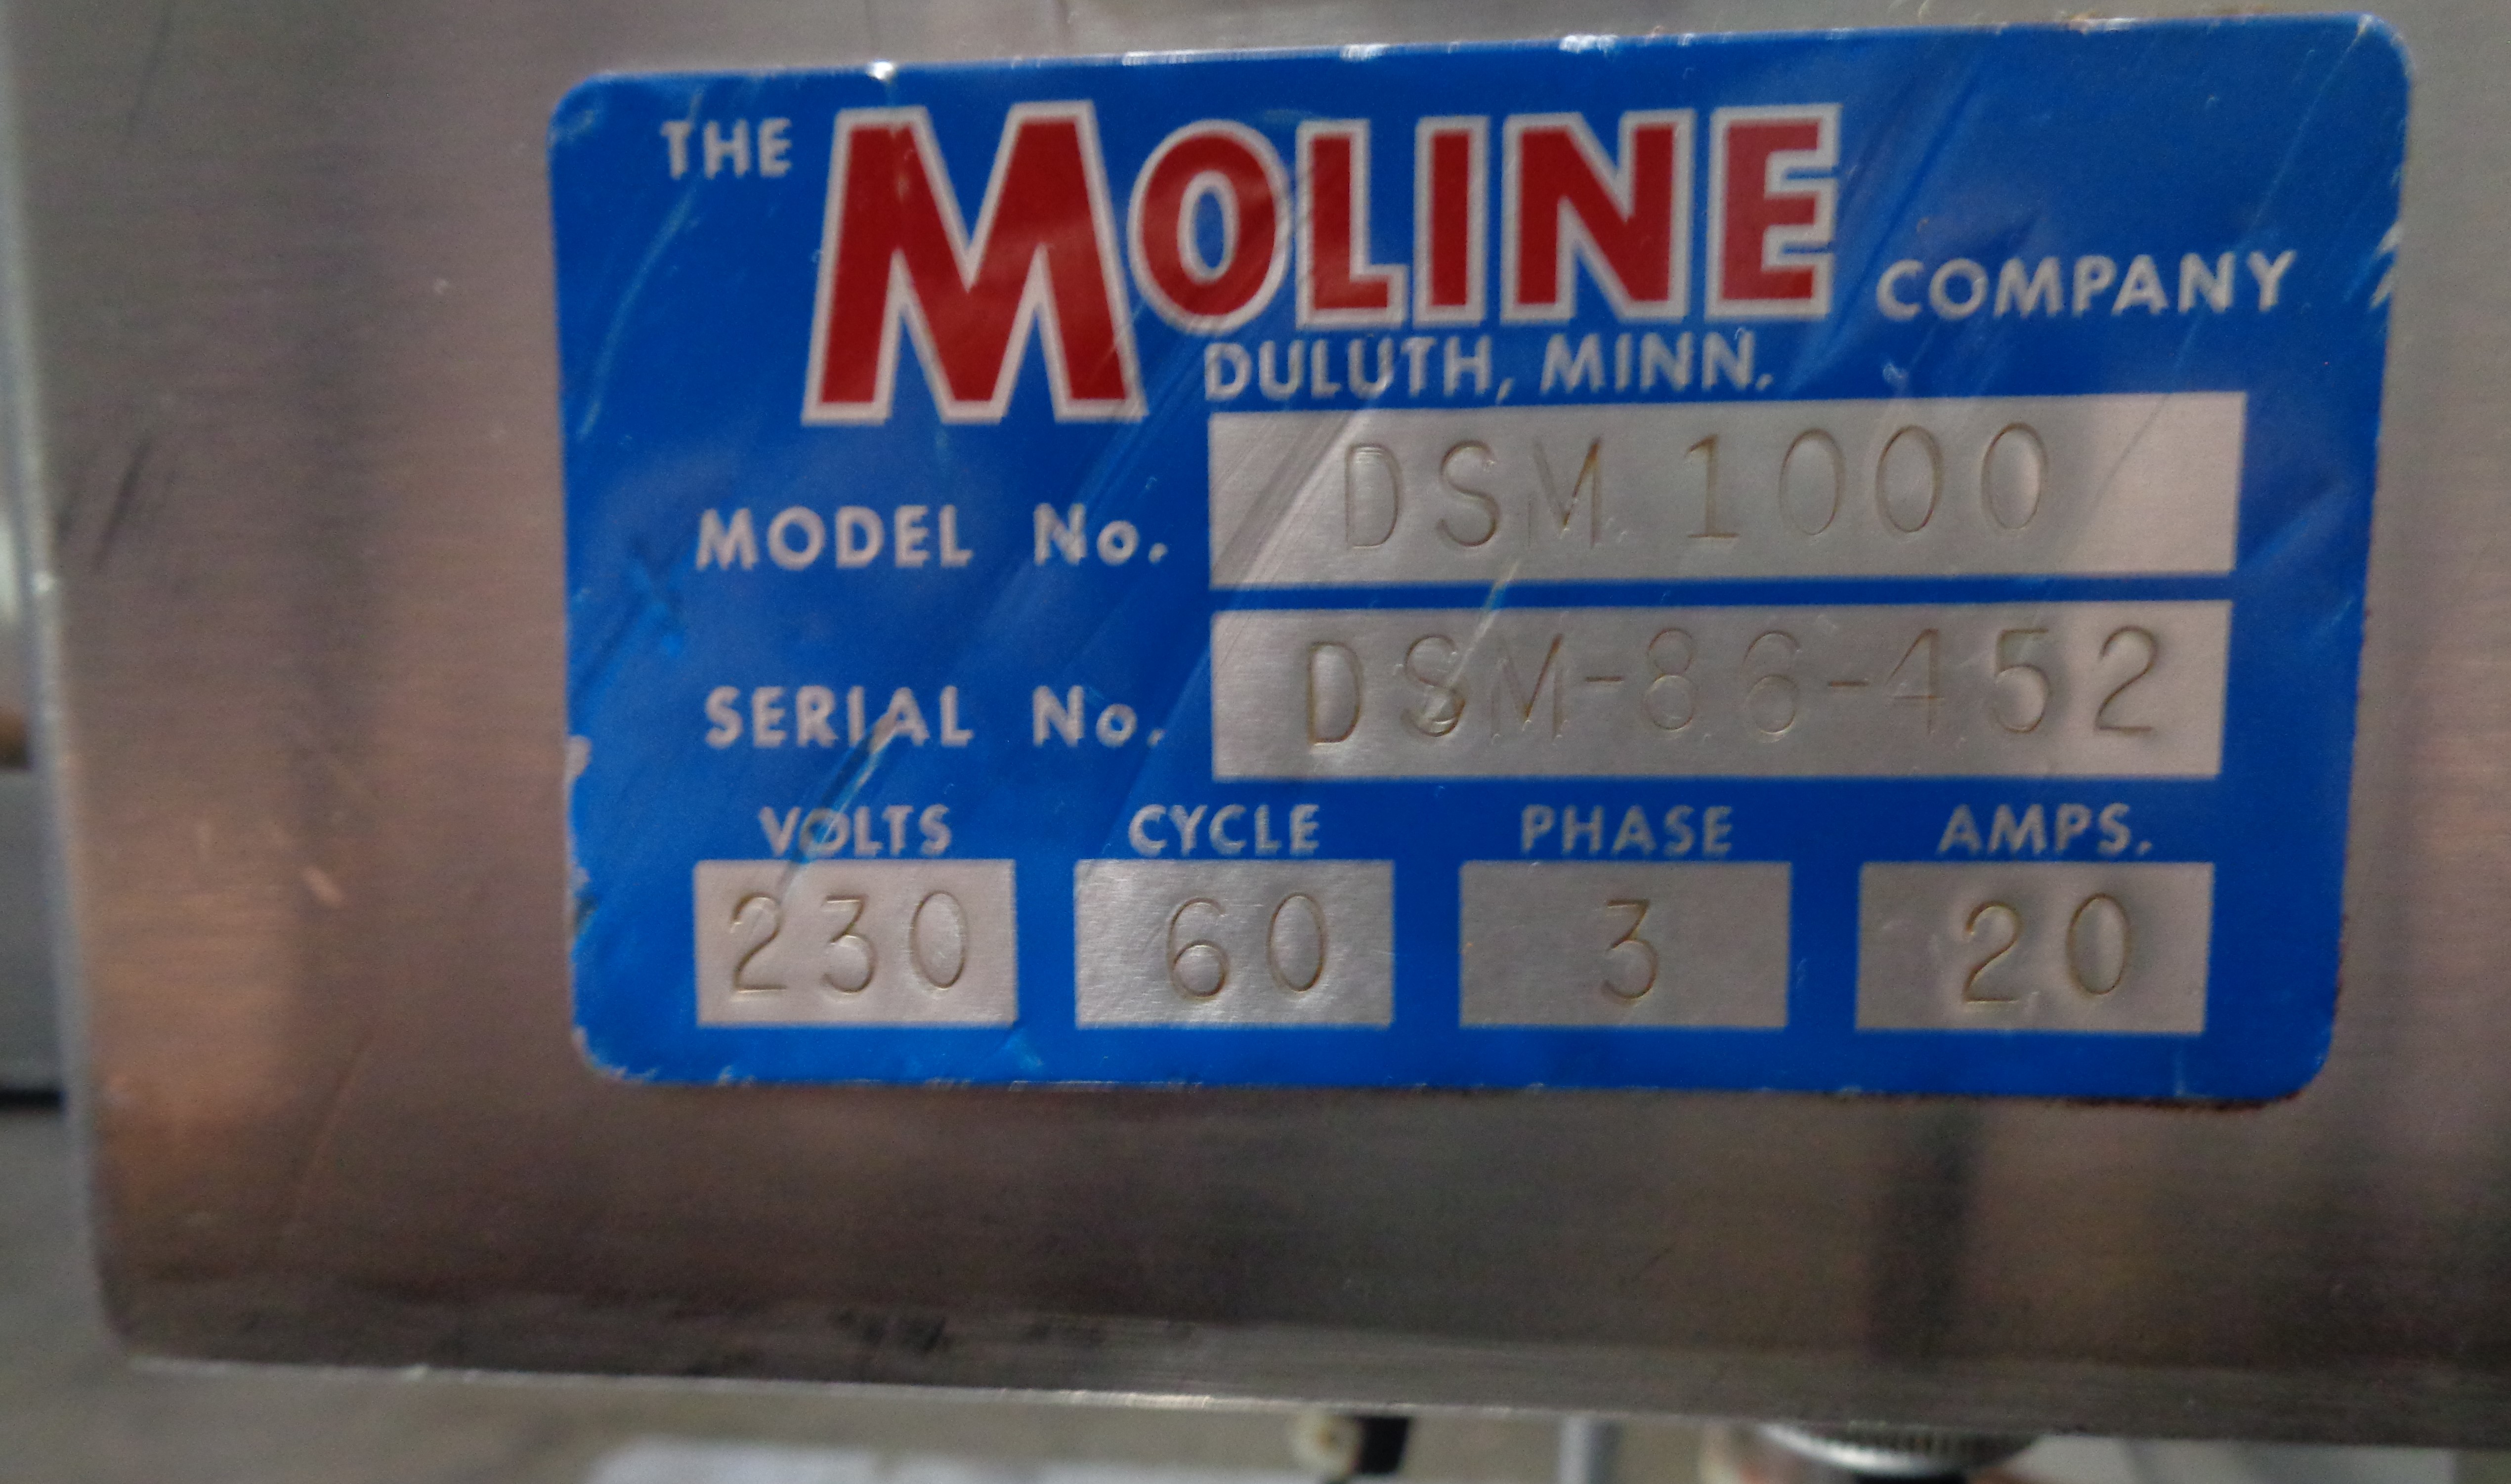 THE MOLINE COMPANY
DULUTH, MINN.
MODEL No. DSM 1000
SERIAL No. DSM-86-452
VOLTS CYCLE PHASE AMPS.
230 60 3 20